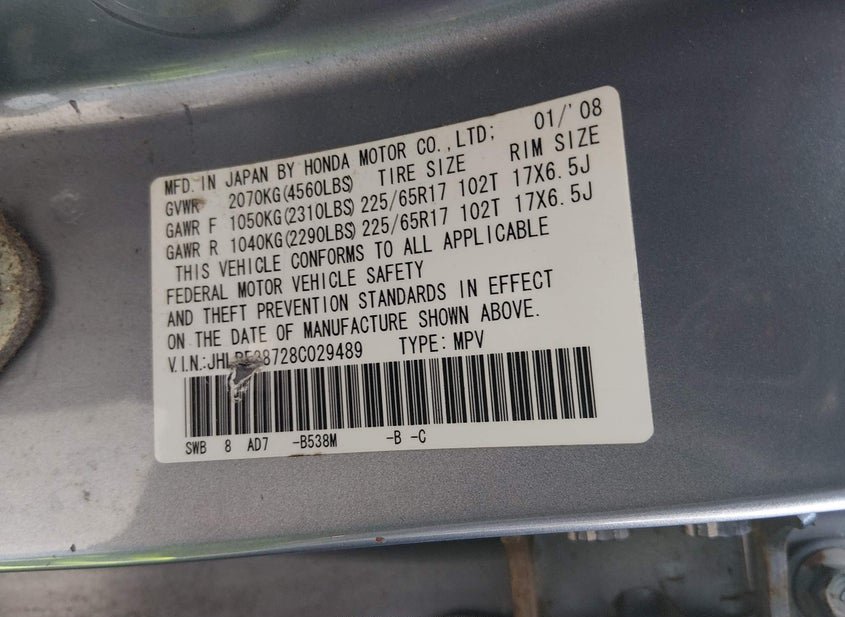 MFD. IN JAPAN BY HONDA MOTOR CO.,LTD; 01/'08
GVWR 2070KG(4560LBS) TIRE SIZE RIM SIZE
GAWR F 1050KG(2310LBS) 225/65R17 102T 17X6.5J
GAWR R 1040KG(2290LBS) 225/65R17 102T 17X6.5J
THIS VEHICLE CONFORMS TO ALL APPLICABLE
FEDERAL MOTOR VEHICLE SAFETY
AND THEFT PREVENTION STANDARDS IN EFFECT
ON THE DATE OF MANUFACTURE SHOWN ABOVE.
V.I.N.:JHLRE38728C029489 TYPE: MPV
SWB 8 AD7 -B538M -B -C